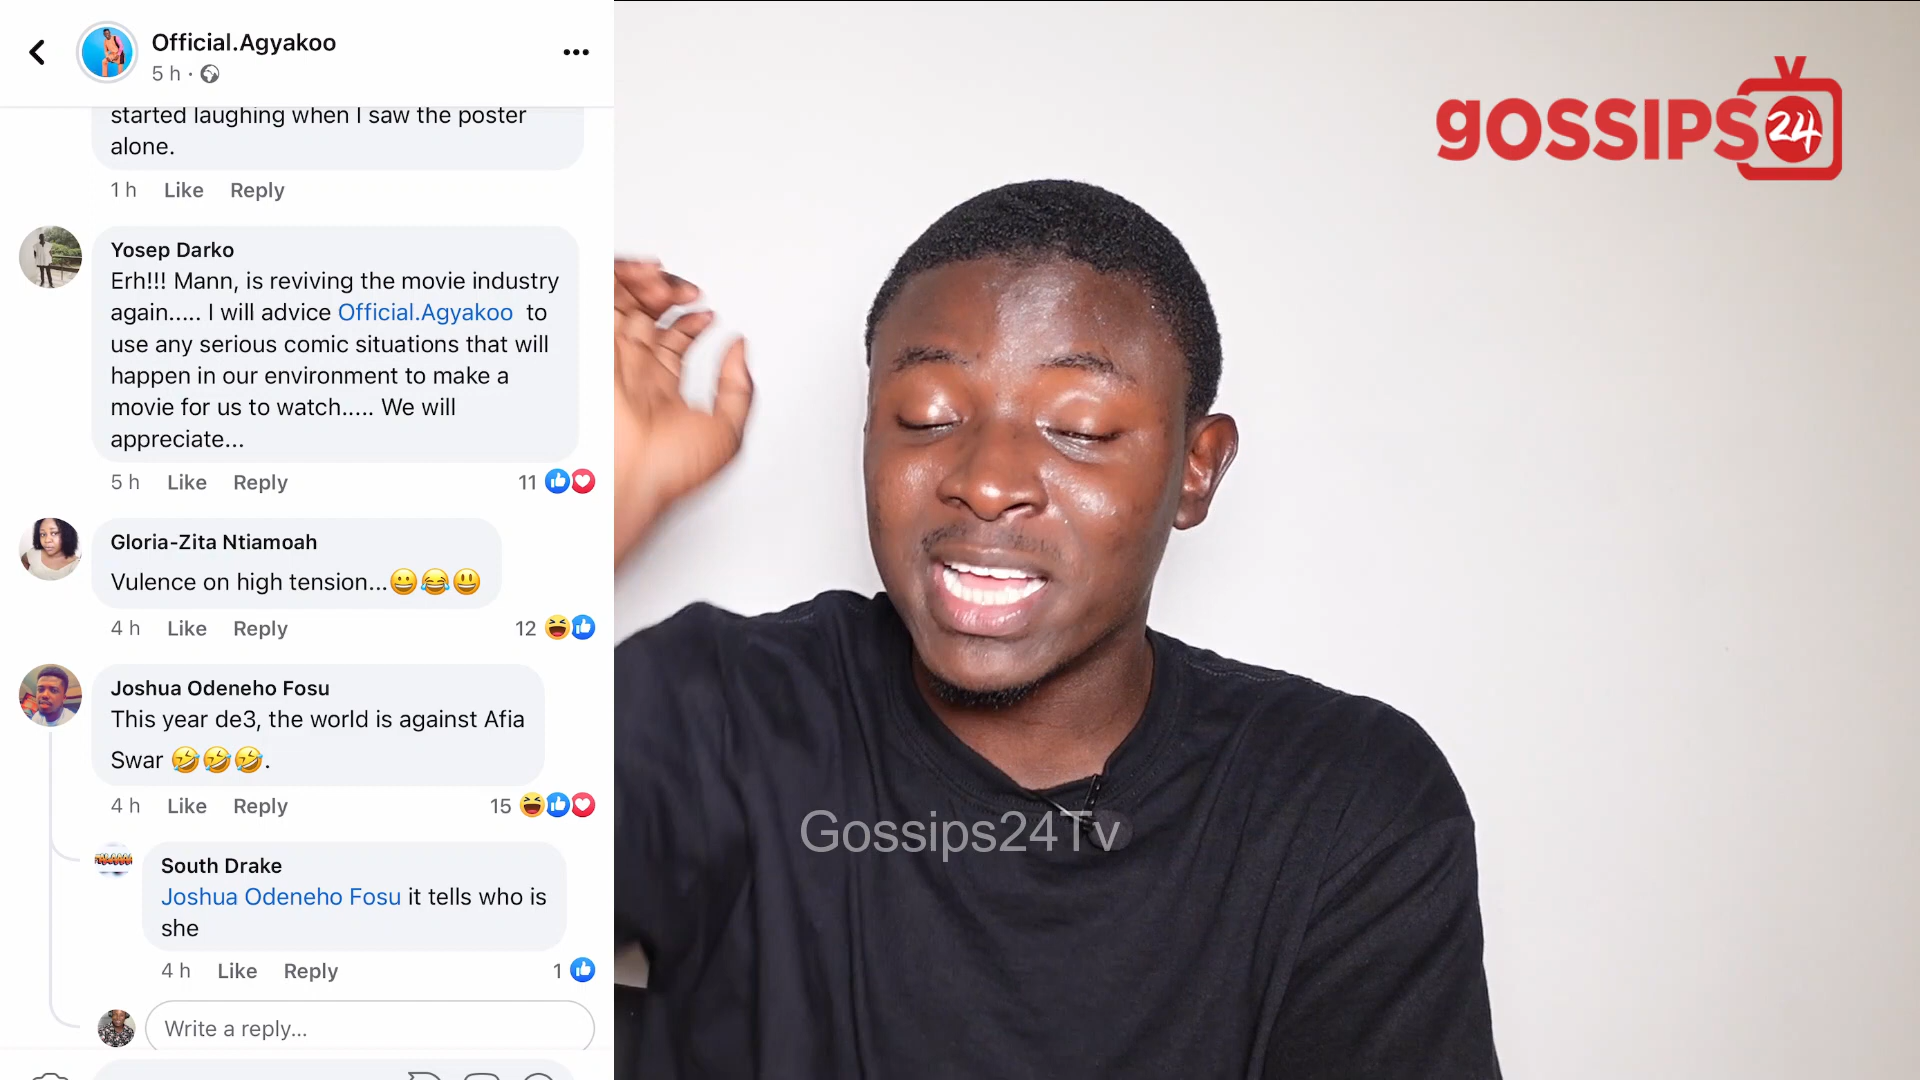 Official.Agyakoo
5 h ·
started laughing when I saw the poster
alone.
1 h Like Reply
Yosep Darko
Erh!!! Mann, is reviving the movie industry
again..... I will advice Official.Agyakoo to
use any serious comic situations that will
happen in our environment to make a
movie for us to watch..... We will
appreciate...
5 h Like Reply 11
Gloria-Zita Ntiamoah
Vulence on high tension...😀😂😃
4 h Like Reply 12
Joshua Odeneho Fosu
This year de3, the world is against Afia
Swar 🤣🤣🤣.
4 h Like Reply 15
South Drake
Joshua Odeneho Fosu it tells who is
she
4 h Like Reply 1
Write a reply...
gOSSIPS24
Gossips24Tv